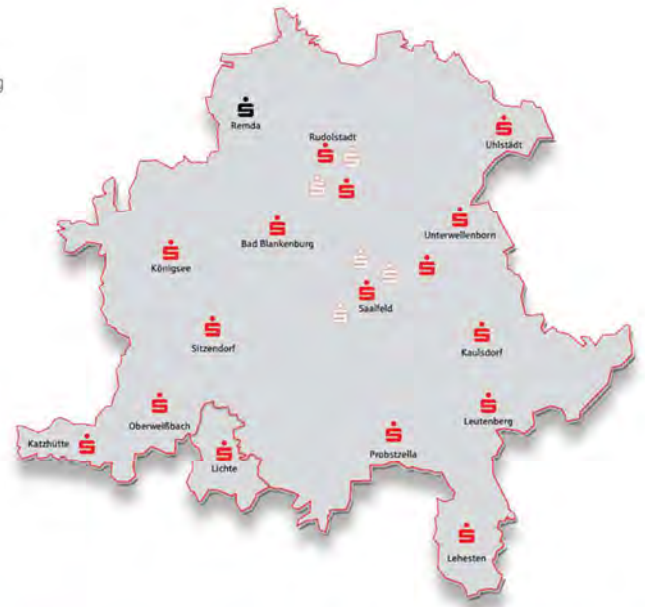 g
Remda
Rudolstadt
Uhlstädt
Unterwellenborn
Bad Blankenburg
Königsee
Saalfeld
Sitzendorf
Kaulsdorf
Oberweißbach
Leutenberg
Katzhütte
Probstzella
Lichte
Lehesten